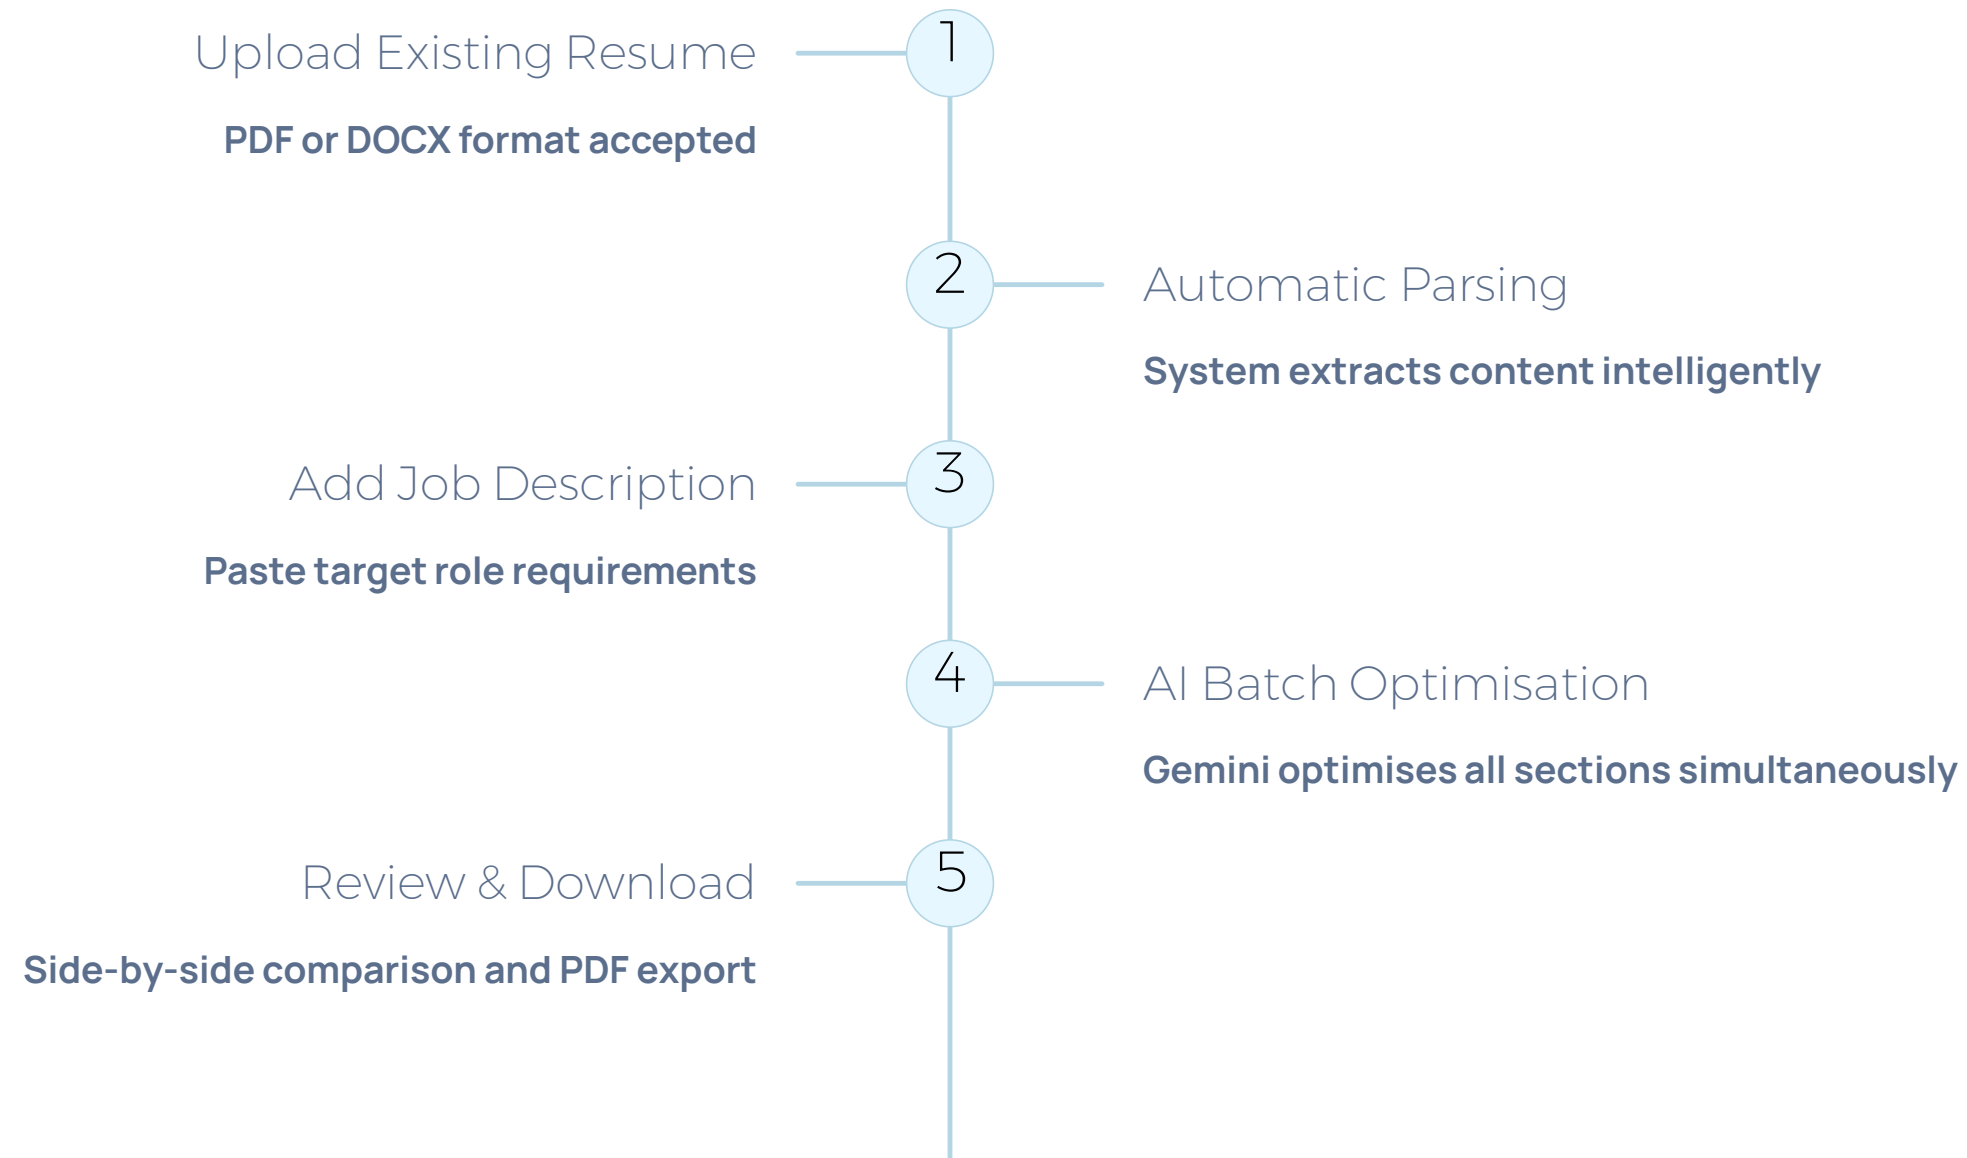 Upload Existing Resume
1
PDF or DOCX format accepted
2
Automatic Parsing
System extracts content intelligently
Add Job Description
3
Paste target role requirements
4
AI Batch Optimisation
Gemini optimises all sections simultaneously
Review & Download
5
Side-by-side comparison and PDF export